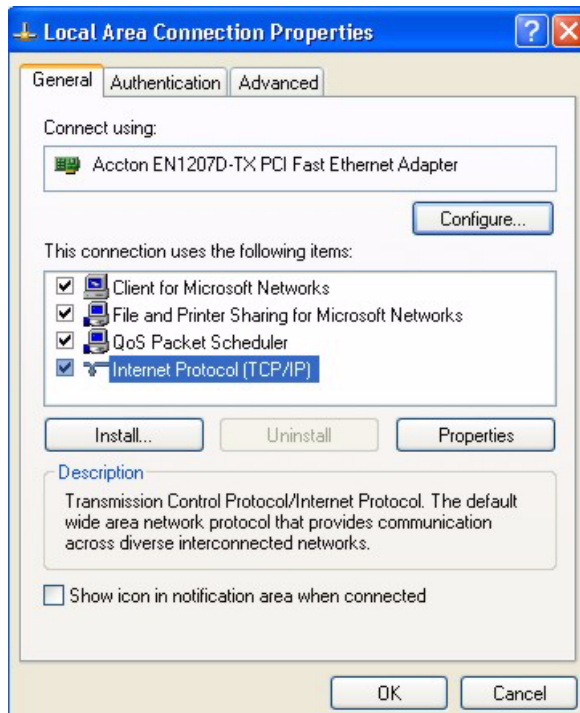 Local Area Connection Properties
General Authentication Advanced
Connect using:
Accton EN1207D-TX PCI Fast Ethernet Adapter
Configure...
This connection uses the following items:
Client for Microsoft Networks
File and Printer Sharing for Microsoft Networks
QoS Packet Scheduler
Internet Protocol (TCP/IP)
Install... Uninstall Properties
Description
Transmission Control Protocol/Internet Protocol. The default
wide area network protocol that provides communication
across diverse interconnected networks.
Show icon in notification area when connected
OK Cancel